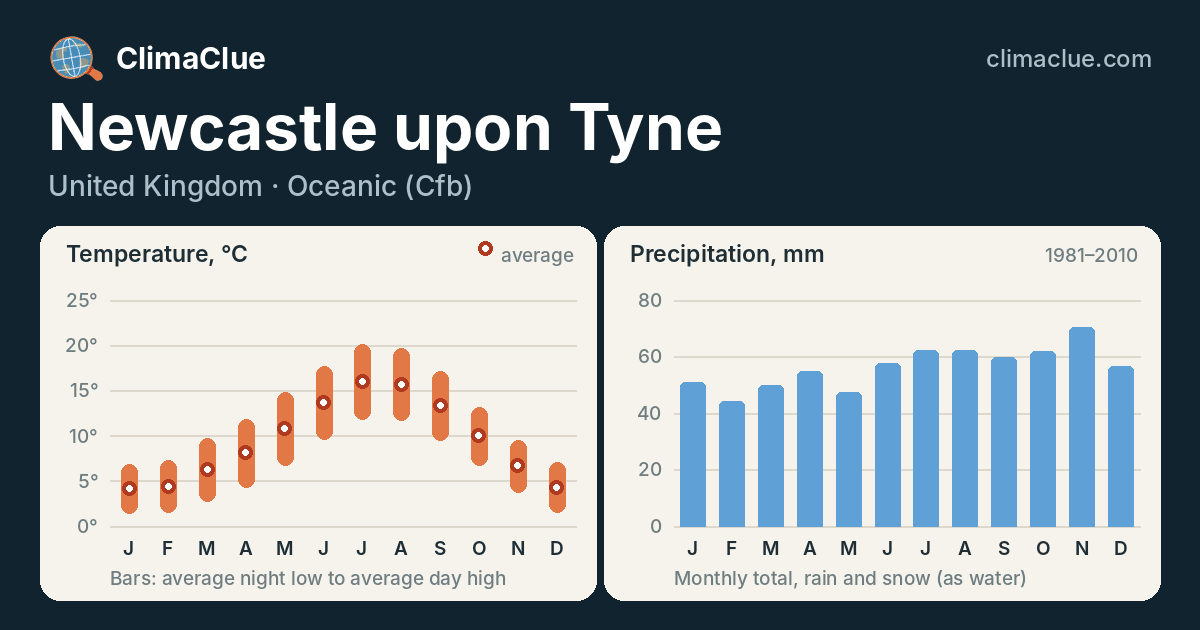 ClimaClue
climaclue.com
Newcastle upon Tyne
United Kingdom · Oceanic (Cfb)
Temperature, °C
average
25°
20°
15°
10°
5°
0°
J F M A M J J A S O N D
Bars: average night low to average day high
Precipitation, mm
1981–2010
80
60
40
20
0
J F M A M J J A S O N D
Monthly total, rain and snow (as water)